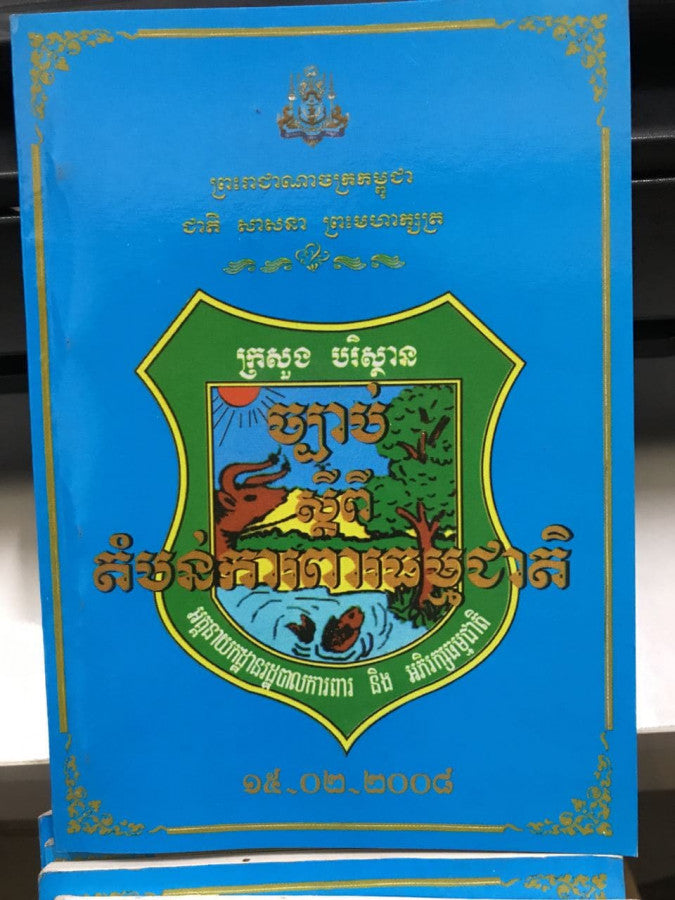 ព្រះរាជាណាចក្រកម្ពុជា
ជាតិ សាសនា ព្រះមហាក្សត្រ
ក្រសួង បរិស្ថាន
ច្បាប់
ស្តីពី
តំបន់ការពារធម្មជាតិ
អគ្គនាយកដ្ឋានរដ្ឋបាលការពារ និង អភិរក្សធម្មជាតិ
១៥-០២-២០០៨